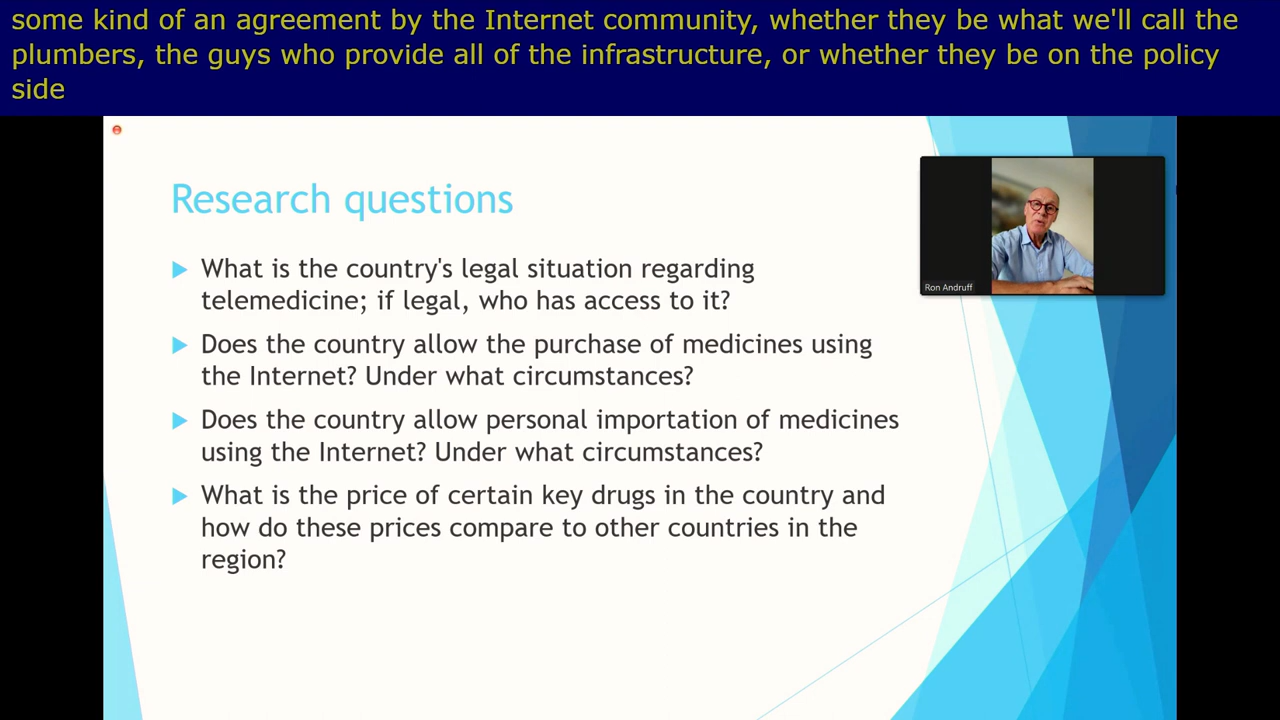 some kind of an agreement by the Internet community, whether they be what we'll call the
plumbers, the guys who provide all of the infrastructure, or whether they be on the policy
side
Research questions
What is the country's legal situation regarding
telemedicine; if legal, who has access to it?
Does the country allow the purchase of medicines using
the Internet? Under what circumstances?
Does the country allow personal importation of medicines
using the Internet? Under what circumstances?
What is the price of certain key drugs in the country and
how do these prices compare to other countries in the
region?
Ron Andruff